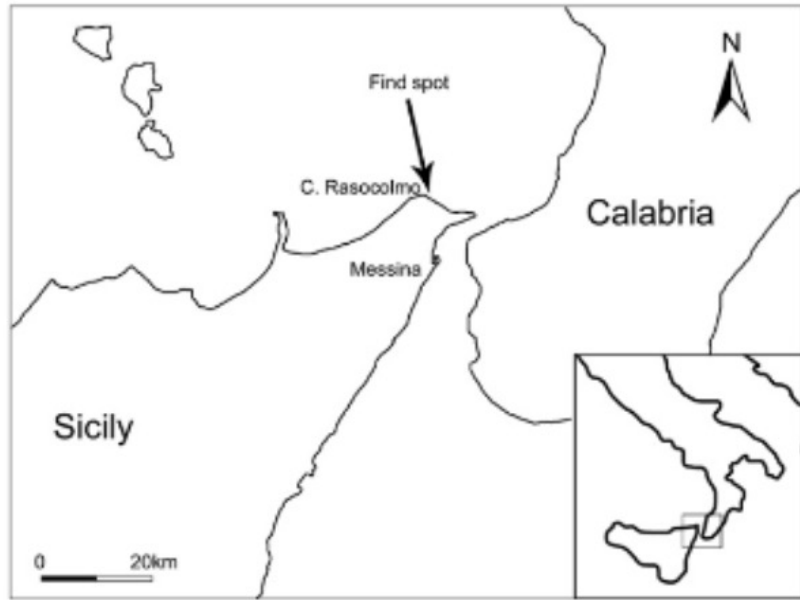 N
Find spot
C. Rasocolmo
Calabria
Messina
Sicily
0 20km